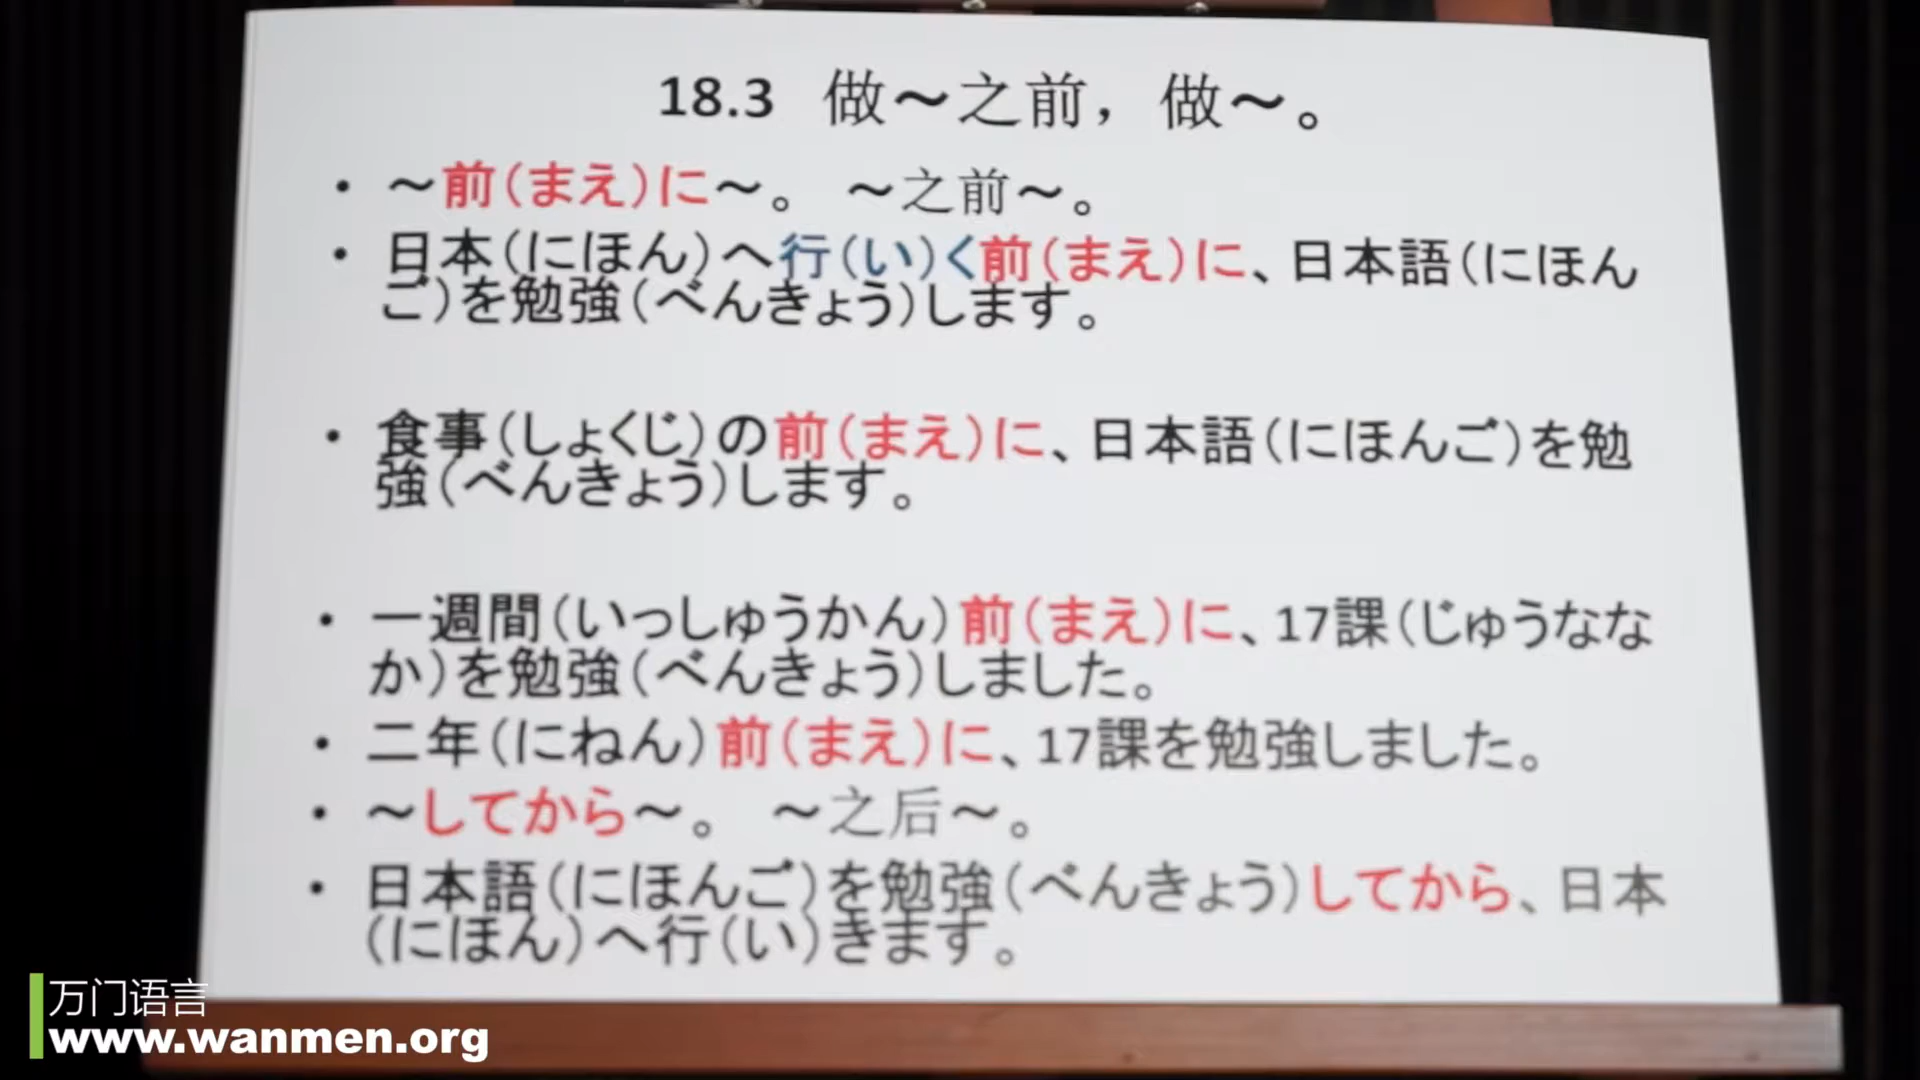 18.3 做～之前，做～。
• ～前（まえ）に～。 ～之前～。
• 日本（にほん）へ行（い）く前（まえ）に、日本語（にほん
ご）を勉強（べんきょう）します。
• 食事（しょくじ）の前（まえ）に、日本語（にほんご）を勉
強（べんきょう）します。
• 一週間（いっしゅうかん）前（まえ）に、17課（じゅうなな
か）を勉強（べんきょう）しました。
• 二年（にねん）前（まえ）に、17課を勉強しました。
• ～してから～。 ～之后～。
• 日本語（にほんご）を勉強（べんきょう）してから、日本
（にほん）へ行（い）きます。
万门语言
www.wanmen.org